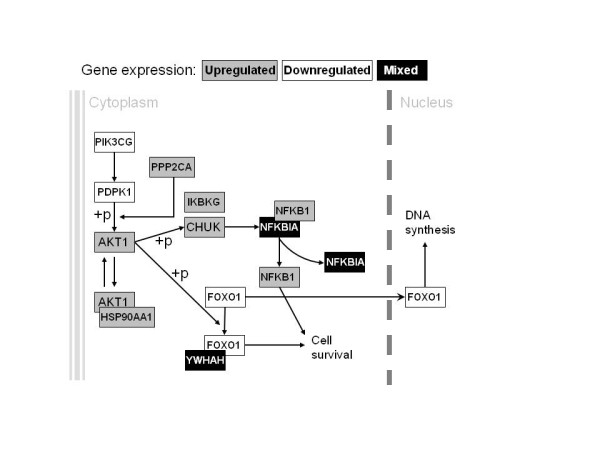 Gene expression: Upregulated Downregulated Mixed
Cytoplasm Nucleus
PIK3CG
PPP2CA
PDPK1
IKBKG
+p
NFKB1
DNA
synthesis
CHUK
NFKBIA
AKT1
+p
NFKBIA
+p
NFKB1
AKT1
HSP90AA1
FOXO1
FOXO1
FOXO1
YWHAH
Cell
survival